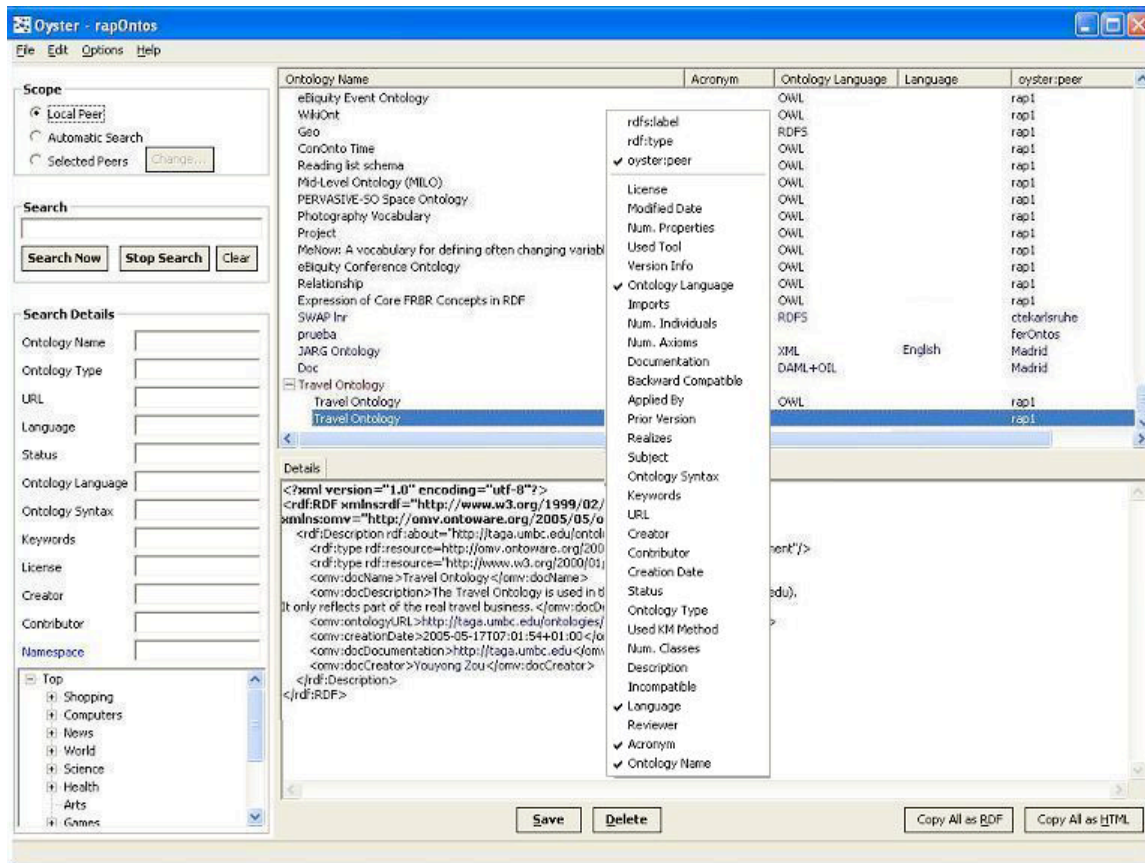 Oyster - rapOntos
File Edit Options Help
Scope
Local Peer
Automatic Search
Selected Peers Change...
Search
Search Now Stop Search Clear
Search Details
Ontology Name
Ontology Type
URL
Language
Status
Ontology Language
Ontology Syntax
Keywords
License
Creator
Contributor
Namespace
Top
Shopping
Computers
News
World
Science
Health
Arts
Games
Ontology Name Acronym Ontology Language Language oyster:peer
eBiquity Event Ontology OWL rap1
WikiOnt OWL rap1
Geo RDFS rap1
ConOnto Time OWL rap1
Reading list schema OWL rap1
Mid-Level Ontology (MILO) OWL rap1
PERVASIVE-SO Space Ontology OWL rap1
Photography Vocabulary OWL rap1
Project OWL rap1
MeNow: A vocabulary for defining often changing variabl OWL rap1
eBiquity Conference Ontology OWL rap1
Relationship OWL rap1
Expression of Core FRBR Concepts in RDF OWL rap1
SWAP lnr RDFS ctekarlsruhe
prueba ferOntos
JARG Ontology XML English Madrid
Doc DAML+OIL Madrid
Travel Ontology
Travel Ontology OWL rap1
Travel Ontology rap1
rdfs:label
rdf:type
oyster:peer
License
Modified Date
Num. Properties
Used Tool
Version Info
Ontology Language
Imports
Num. Individuals
Num. Axioms
Documentation
Backward Compatible
Applied By
Prior Version
Realizes
Subject
Ontology Syntax
Keywords
URL
Creator
Contributor
Creation Date
Status
Ontology Type
Used KM Method
Num. Classes
Description
Incompatible
Language
Reviewer
Acronym
Ontology Name
Details
<?xml version="1.0" encoding="utf-8"?>
<rdf:RDF xmlns:rdf="http://www.w3.org/1999/02/
xmlns:omv="http://omv.ontoware.org/2005/05/o
<rdf:Description rdf:about="http://taga.umbc.edu/ontol
<rdf:type rdf:resource=http://omv.ontoware.org/200 ment"/>
<rdf:type rdf:resource="http://www.w3.org/2000/01/
<omv:docName>Travel Ontology</omv:docName>
<omv:docDescription>The Travel Ontology is used in th edu).
It only reflects part of the real travel business. </omv:docDe
<omv:ontologyURL>http://taga.umbc.edu/ontologies/ >
<omv:creationDate>2005-05-17T07:01:54+01:00</o
<omv:docDocumentation>http://taga.umbc.edu</omv
<omv:docCreator>Youyong Zou</omv:docCreator>
</rdf:Description>
</rdf:RDF>
Save Delete Copy All as RDF Copy All as HTML